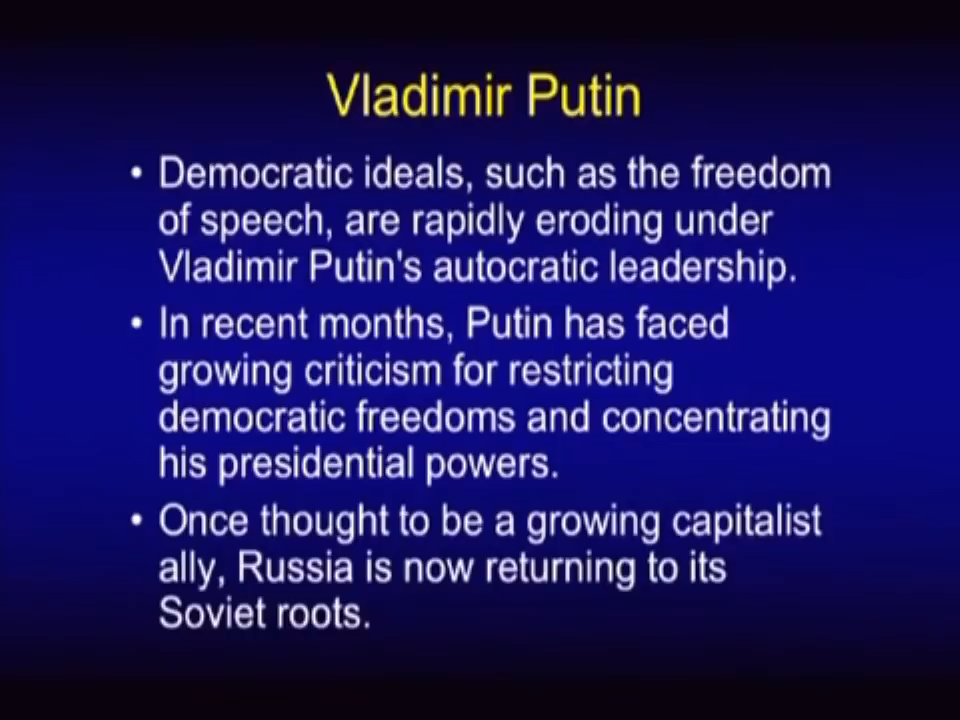 Vladimir Putin
• Democratic ideals, such as the freedom
of speech, are rapidly eroding under
Vladimir Putin's autocratic leadership.
• In recent months, Putin has faced
growing criticism for restricting
democratic freedoms and concentrating
his presidential powers.
• Once thought to be a growing capitalist
ally, Russia is now returning to its
Soviet roots.